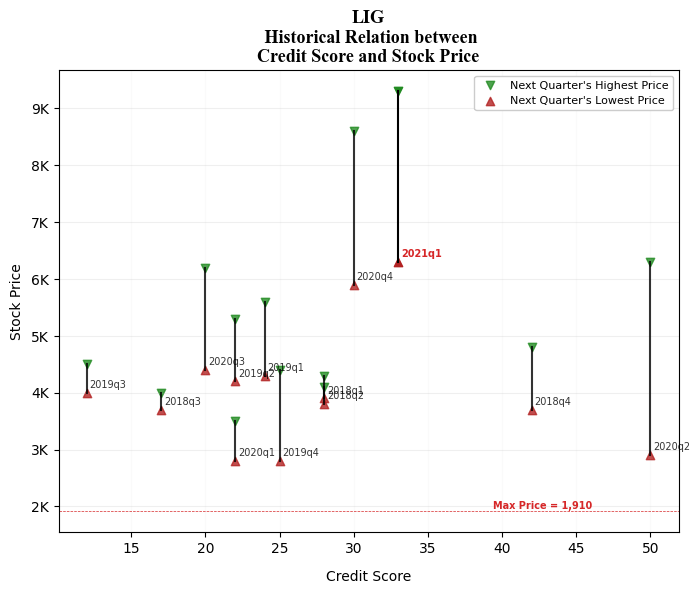 LIG
Historical Relation between
Credit Score and Stock Price
Next Quarter's Highest Price
Next Quarter's Lowest Price
9K
8K
7K
6K
5K
4K
3K
2K
Stock Price
2021q1
2020q4
2020q3
2019q1
2019q2
2019q3
2018q1
2018q2
2018q3
2018q4
2020q1
2019q4
2020q2
Max Price = 1,910
15 20 25 30 35 40 45 50
Credit Score